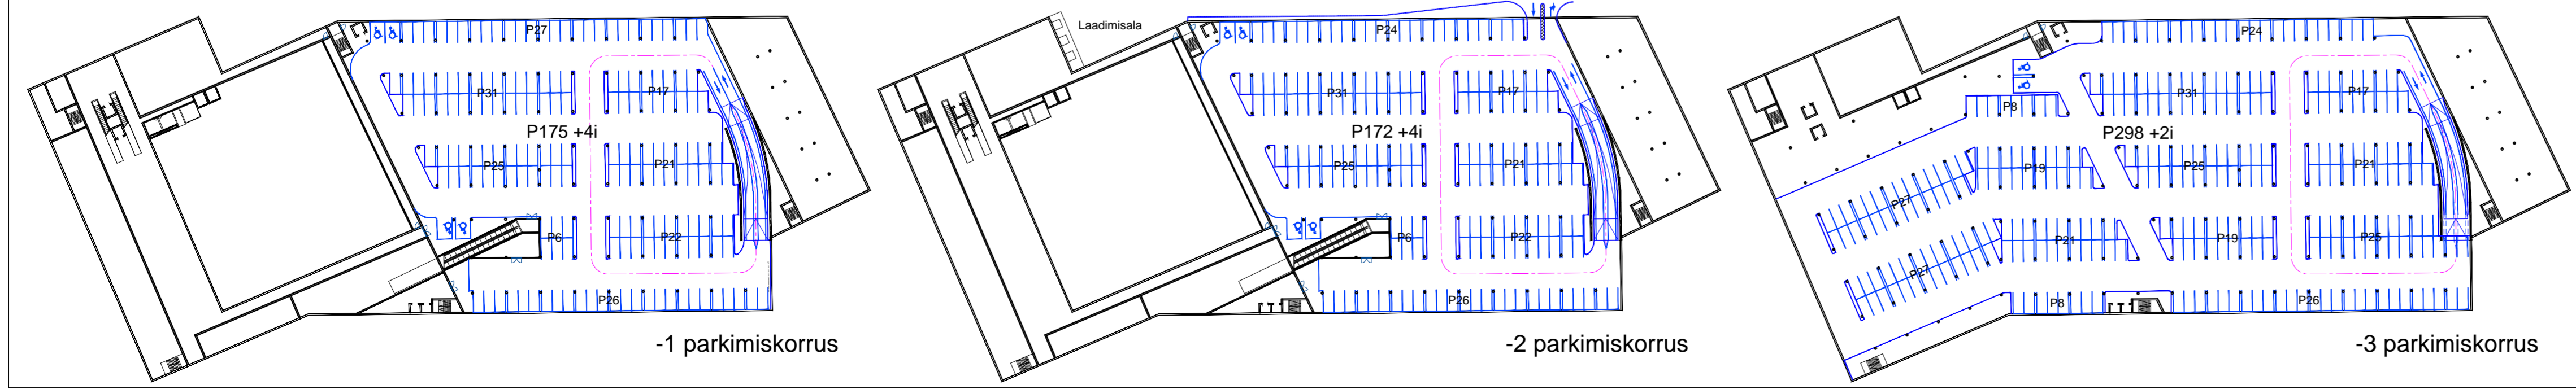 P27
P31
P17
P175 +4i
P25
P21
P6
P22
P26
-1 parkimiskorrus
Laadimisala
P24
P31
P17
P172 +4i
P25
P21
P6
P22
P26
-2 parkimiskorrus
P24
P31
P17
P8
P298 +2i
P19
P25
P21
P27
P21
P19
P25
P27
P8
P26
-3 parkimiskorrus